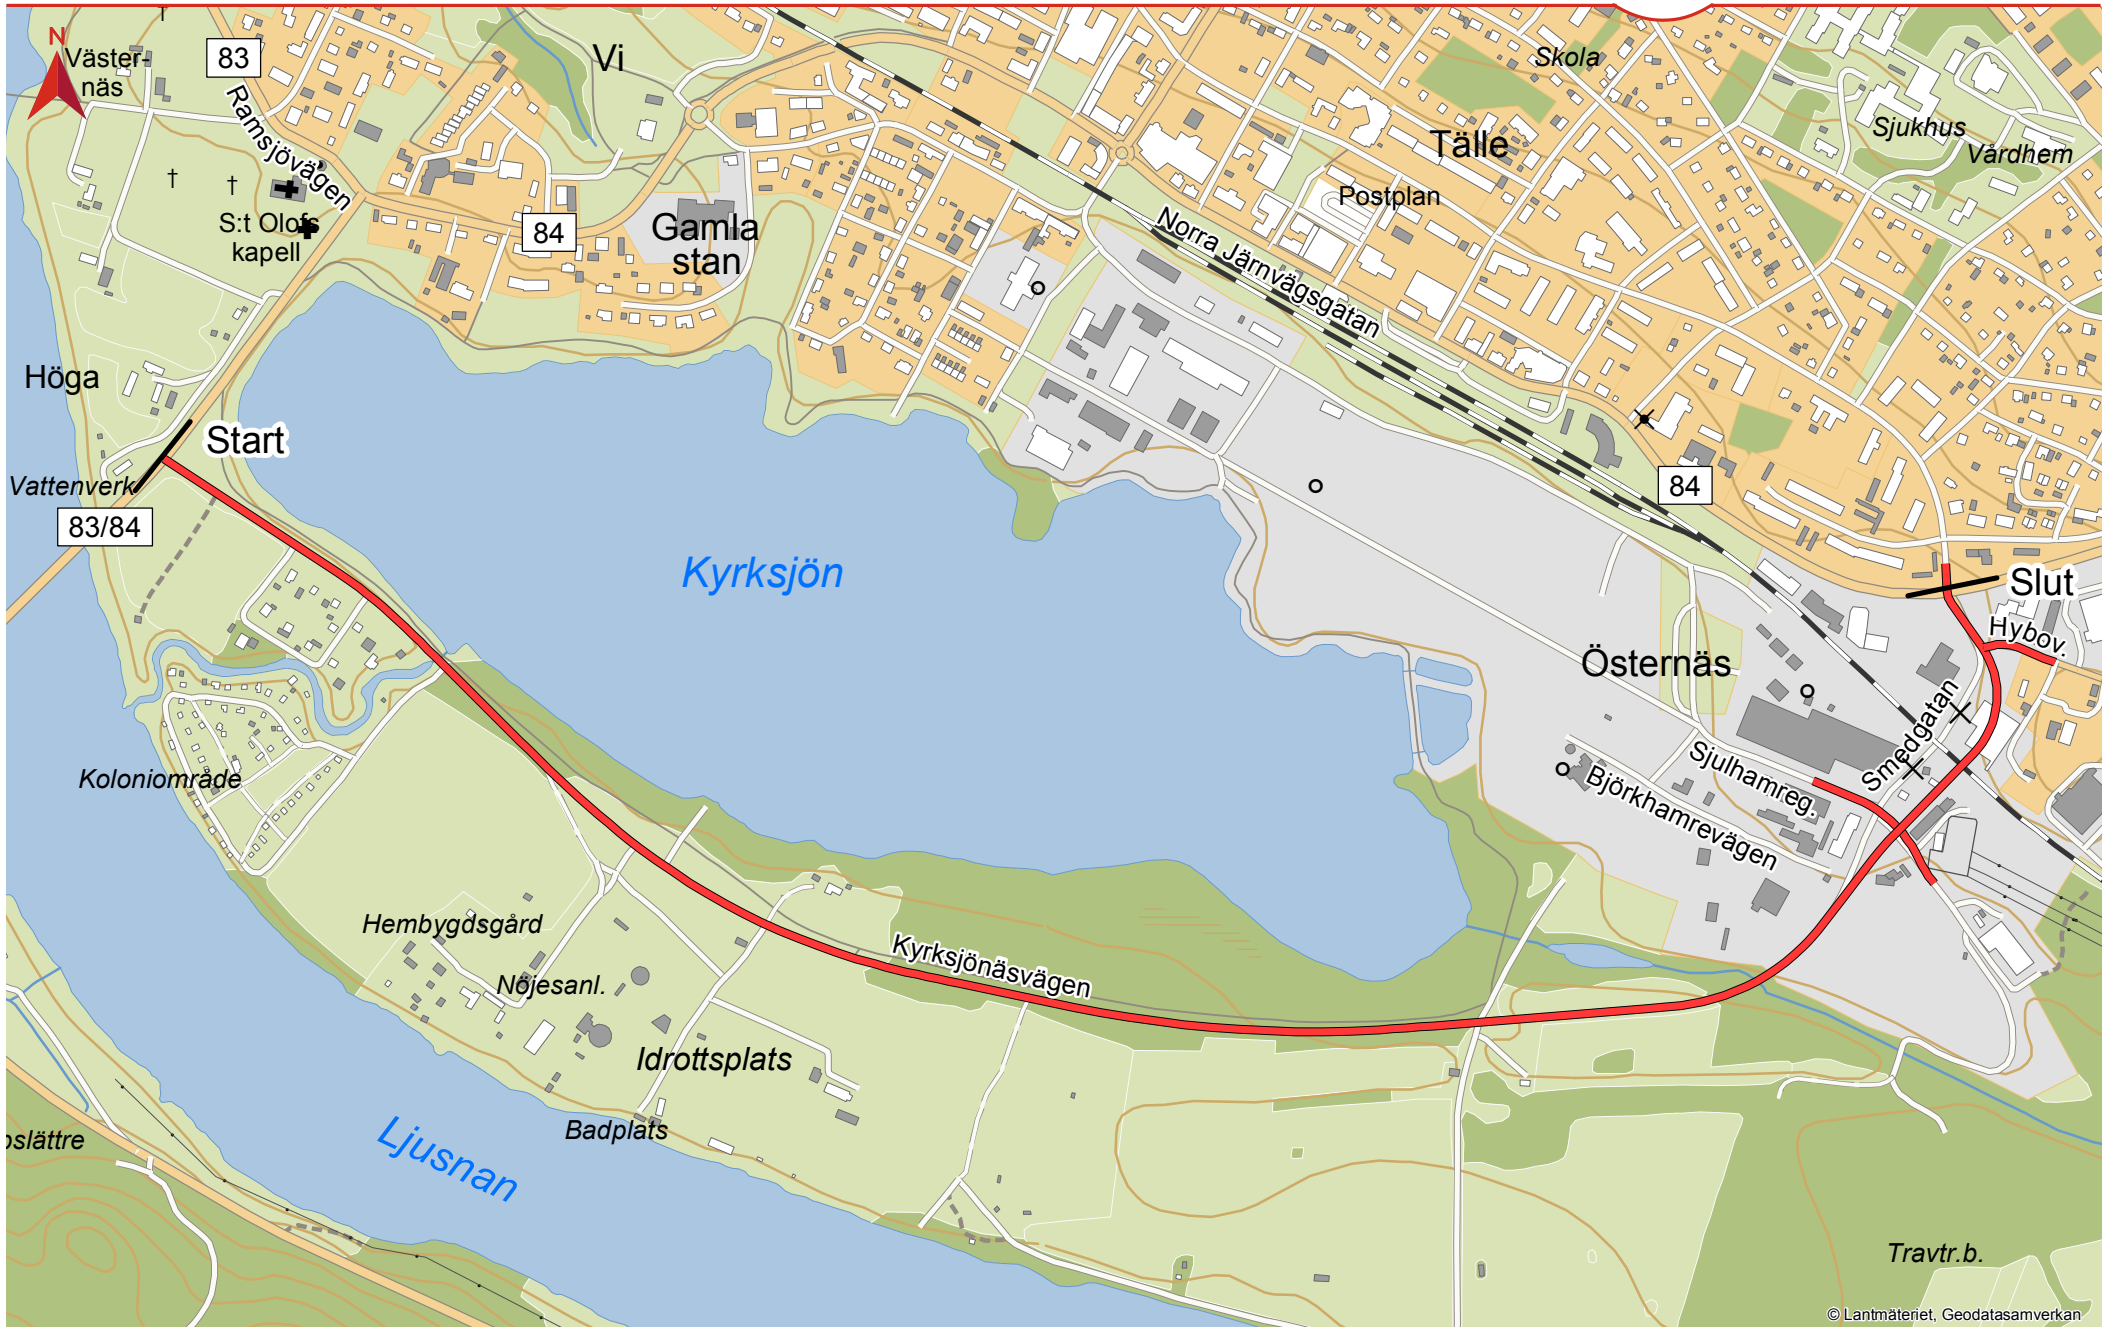 N
Väster-
näs
83
Ramsjövägen
Vi
Skola
Tälle
Sjukhus
Vårdhem
Postplan
S:t Olofs
kapell
84
Gamla
stan
Norra Järnvägsgatan
Höga
Start
Vattenverk
83/84
84
Kyrksjön
Slut
Hybov.
Östernäs
Smedgatan
Sjulhamreg.
Björkhamrevägen
Koloniområde
Hembygdsgård
Nöjesanl.
Kyrksjönäsvägen
Idrottsplats
Badplats
Ljusnan
oslättre
Travtr.b.
© Lantmäteriet, Geodatasamverkan